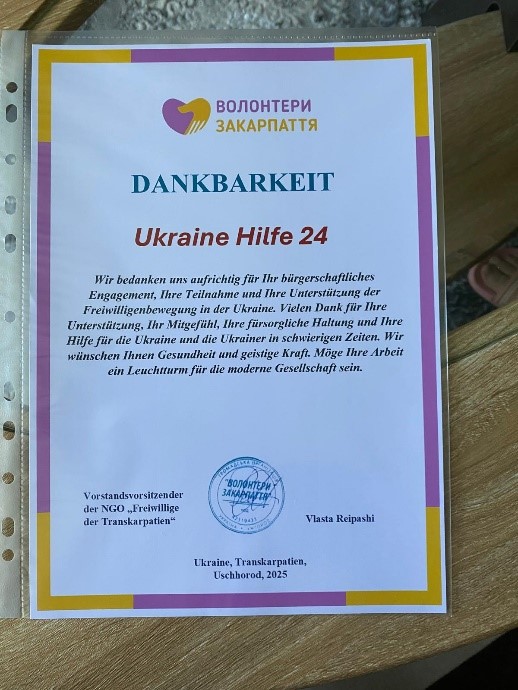 ВОЛОНТЕРИ
ЗАКАРПАТТЯ
DANKBARKEIT
Ukraine Hilfe 24
Wir bedanken uns aufrichtig für Ihr bürgerschaftliches
Engagement, Ihre Teilnahme und Ihre Unterstützung der
Freiwilligenbewegung in der Ukraine. Vielen Dank für Ihre
Unterstützung, Ihr Mitgefühl, Ihre fürsorgliche Haltung und Ihre
Hilfe für die Ukraine und die Ukrainer in schwierigen Zeiten. Wir
wünschen Ihnen Gesundheit und geistige Kraft. Möge Ihre Arbeit
ein Leuchtturm für die moderne Gesellschaft sein.
"ВОЛОНТЕРИ
ЗАКАРПАТТЯ"
Vorstandsvorsitzender
der NGO „Freiwillige
der Transkarpatien“
Vlasta Reipashi
Ukraine, Transkarpatien,
Uschhorod, 2025